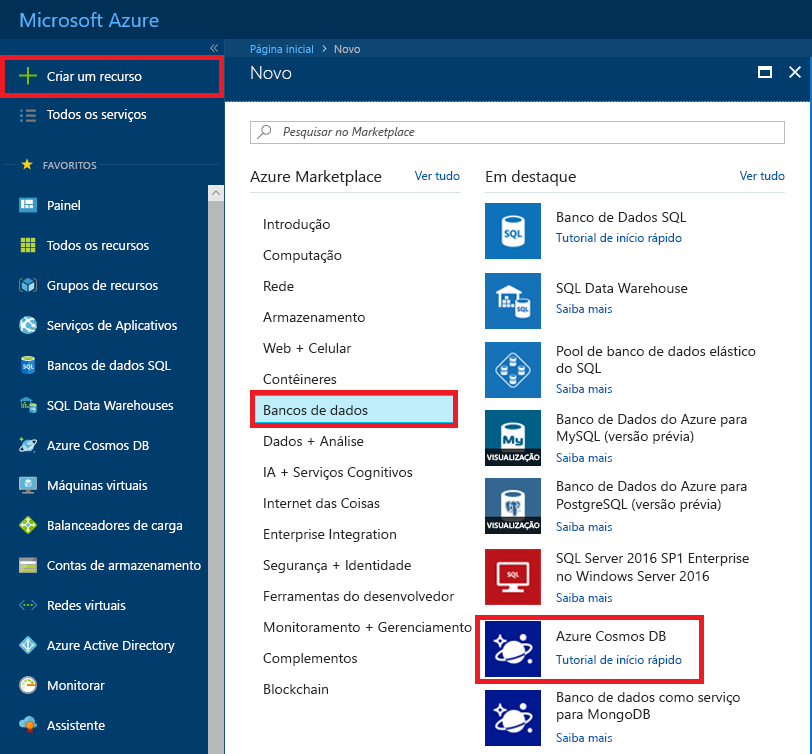 Microsoft Azure
Criar um recurso
Todos os serviços
FAVORITOS
Painel
Todos os recursos
Grupos de recursos
Serviços de Aplicativos
Bancos de dados SQL
SQL Data Warehouses
Azure Cosmos DB
Máquinas virtuais
Balanceadores de carga
Contas de armazenamento
Redes virtuais
Azure Active Directory
Monitorar
Assistente
Página inicial > Novo
Novo
Pesquisar no Marketplace
Azure Marketplace
Ver tudo
Introdução
Computação
Rede
Armazenamento
Web + Celular
Contêineres
Bancos de dados
Dados + Análise
IA + Serviços Cognitivos
Internet das Coisas
Enterprise Integration
Segurança + Identidade
Ferramentas do desenvolvedor
Monitoramento + Gerenciamento
Complementos
Blockchain
Em destaque
Ver tudo
SQL
Banco de Dados SQL
Tutorial de início rápido
SQL
SQL Data Warehouse
Saiba mais
Pool de banco de dados elástico
do SQL
Saiba mais
My
VISUALIZAÇÃO
Banco de Dados do Azure para
MySQL (versão prévia)
Saiba mais
VISUALIZAÇÃO
Banco de Dados do Azure para
PostgreSQL (versão prévia)
Saiba mais
SQL
SQL Server 2016 SP1 Enterprise
no Windows Server 2016
Saiba mais
Azure Cosmos DB
Tutorial de início rápido
Banco de dados como serviço
para MongoDB
Saiba mais